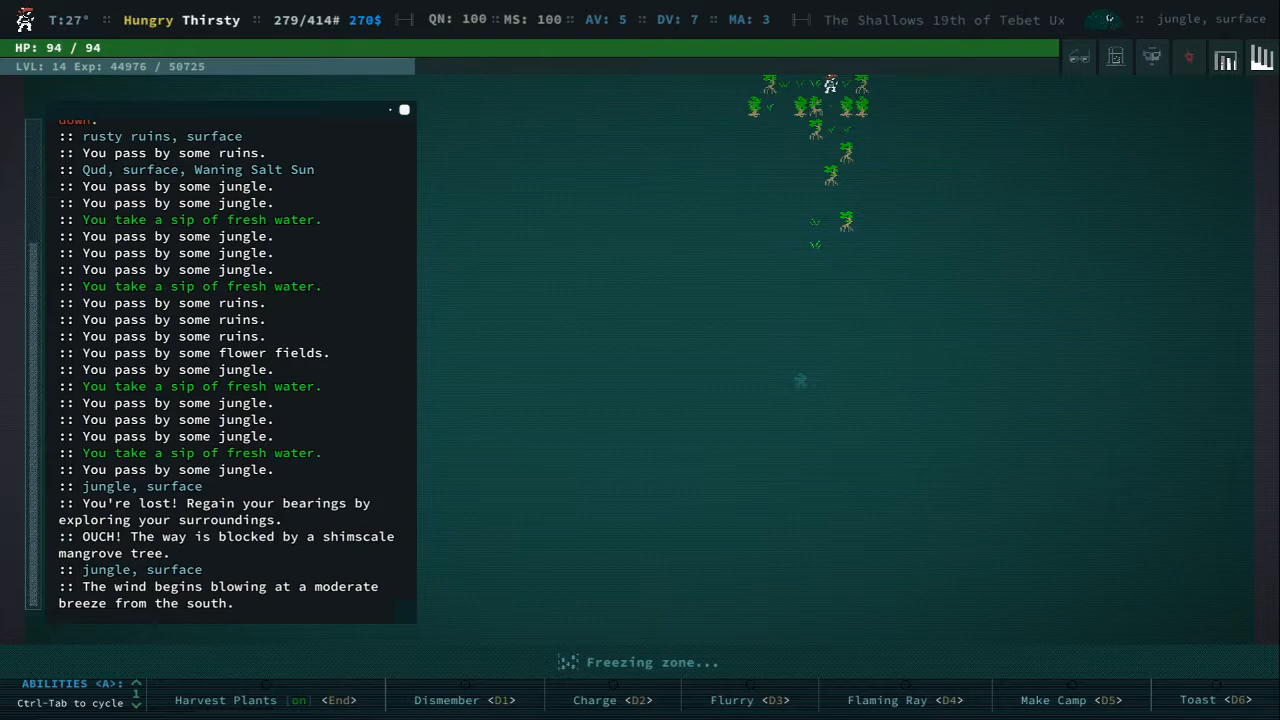 T:27° :: Hungry Thirsty :: 279/414# 270$ QN: 100 :: MS: 100 :: AV: 5 :: DV: 7 :: MA: 3 The Shallows 19th of Tebet Ux :: jungle, surface
HP: 94 / 94
LVL: 14 Exp: 44976 / 50725
down.
:: rusty ruins, surface
:: You pass by some ruins.
:: Qud, surface, Waning Salt Sun
:: You pass by some jungle.
:: You pass by some jungle.
:: You take a sip of fresh water.
:: You pass by some jungle.
:: You pass by some jungle.
:: You pass by some jungle.
:: You take a sip of fresh water.
:: You pass by some ruins.
:: You pass by some ruins.
:: You pass by some ruins.
:: You pass by some flower fields.
:: You pass by some jungle.
:: You take a sip of fresh water.
:: You pass by some jungle.
:: You pass by some jungle.
:: You pass by some jungle.
:: You take a sip of fresh water.
:: You pass by some jungle.
:: jungle, surface
:: You're lost! Regain your bearings by
exploring your surroundings.
:: OUCH! The way is blocked by a shimscale
mangrove tree.
:: jungle, surface
:: The wind begins blowing at a moderate
breeze from the south.
Freezing zone...
ABILITIES <A>: 1
Ctrl-Tab to cycle
Harvest Plants [on] <End> Dismember <D1> Charge <D2> Flurry <D3> Flaming Ray <D4> Make Camp <D5> Toast <D6>